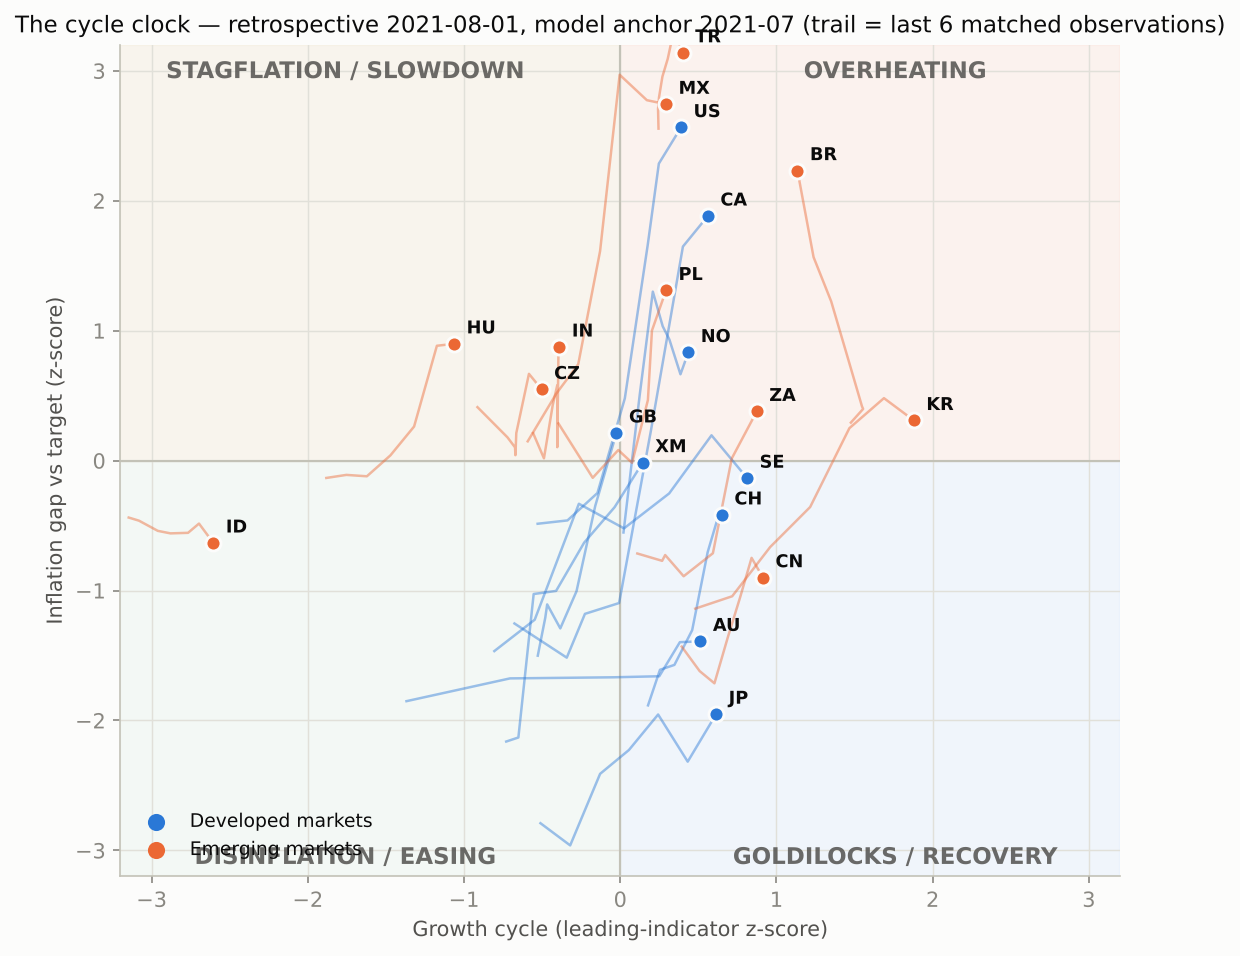 The cycle clock — retrospective 2021-08-01, model anchor 2021-07 (trail = last 6 matched observations)
TR
STAGFLATION / SLOWDOWN
OVERHEATING
MX
US
BR
CA
PL
NO
HU
IN
CZ
ZA
KR
GB
XM
SE
CH
ID
CN
AU
JP
Developed markets
Emerging markets
DISINFLATION / EASING
GOLDILOCKS / RECOVERY
3
2
1
0
−1
−2
−3
−3
−2
−1
0
1
2
3
Inflation gap vs target (z-score)
Growth cycle (leading-indicator z-score)